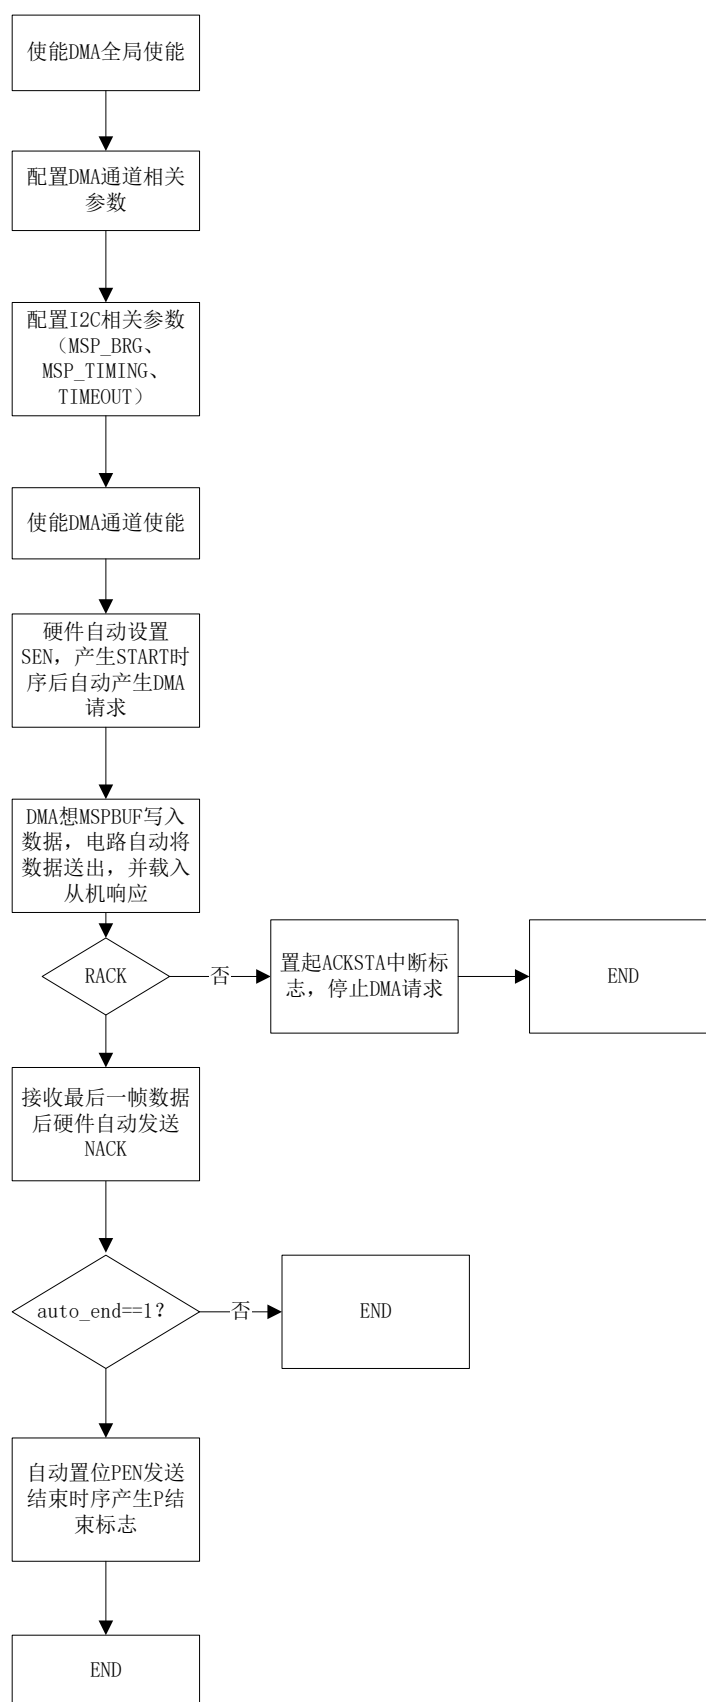 使能DMA全局使能
配置DMA通道相关
参数
配置I2C相关参数
（MSP_BRG、
MSP_TIMING、
TIMEOUT）
使能DMA通道使能
硬件自动设置
SEN，产生START时
序后自动产生DMA
请求
DMA想MSPBUF写入
数据，电路自动将
数据送出，并载入
从机响应
RACK
否
置起ACKSTA中断标
志，停止DMA请求
END
接收最后一帧数据
后硬件自动发送
NACK
auto_end==1?
否
END
自动置位PEN发送
结束时序产生P结
束标志
END